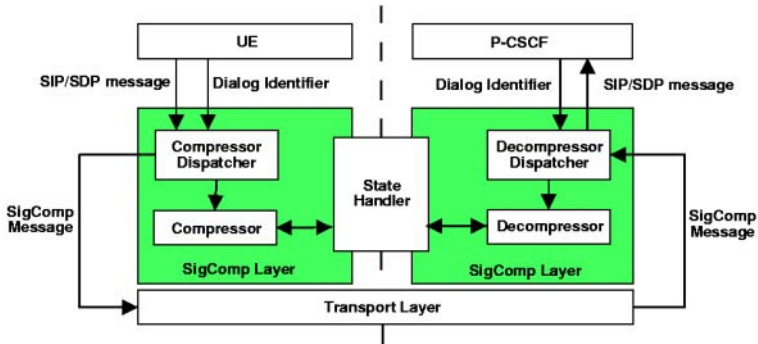 UE
P-CSCF
SIP/SDP message
Dialog Identifier
Dialog Identifier
SIP/SDP message
Compressor
Dispatcher
Decompressor
Dispatcher
State
Handler
SigComp
Message
SigComp
Message
Compressor
Decompressor
SigComp Layer
SigComp Layer
Transport Layer